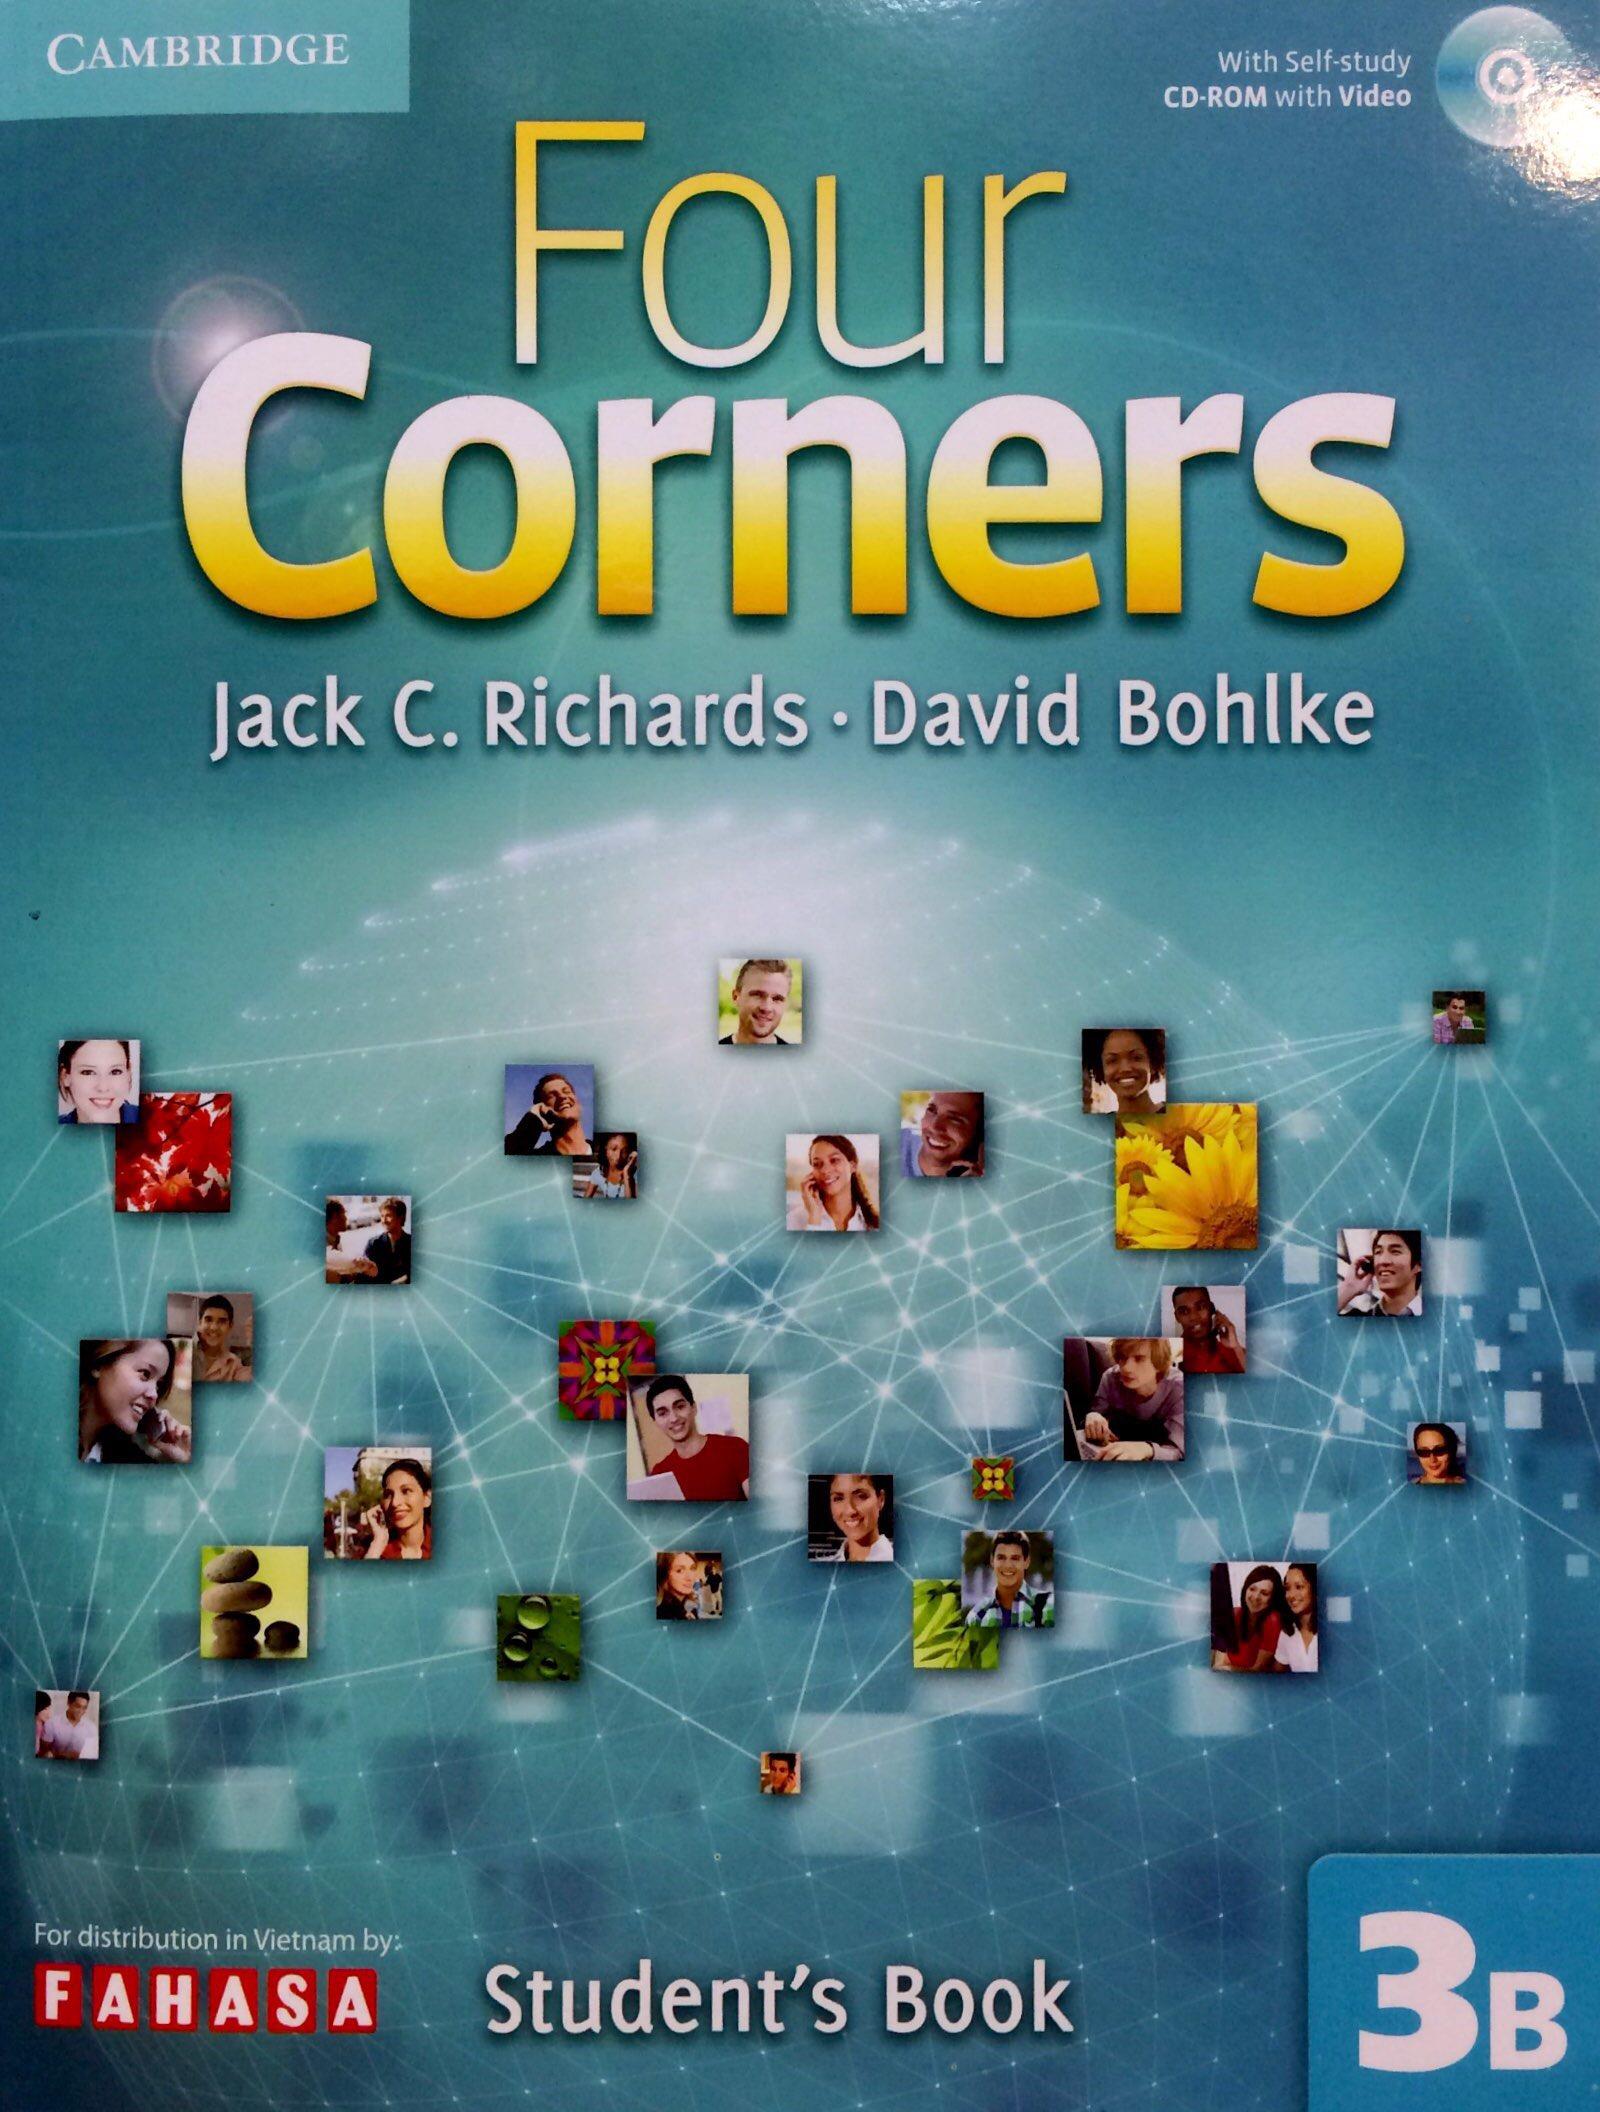 CAMBRIDGE
With Self-study
CD-ROM with Video
Four
Corners
Jack C. Richards · David Bohlke
For distribution in Vietnam by:
FAHASA
Student's Book
3B